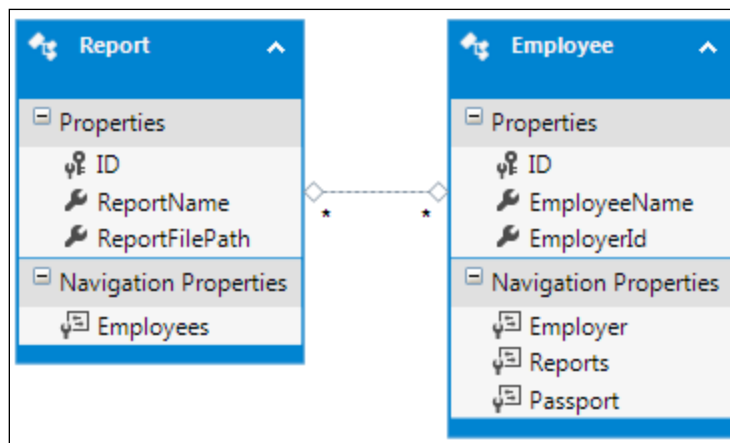 Report
Properties
ID
ReportName
ReportFilePath
Navigation Properties
Employees
*
*
Employee
Properties
ID
EmployeeName
EmployerId
Navigation Properties
Employer
Reports
Passport